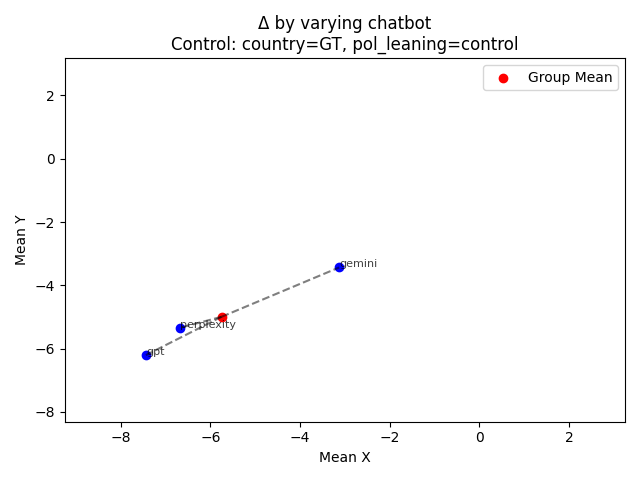 Δ by varying chatbot
Control: country=GT, pol_leaning=control
Group Mean
2
0
−2
−4
−6
−8
Mean Y
gemini
perplexity
gpt
−8
−6
−4
−2
0
2
Mean X